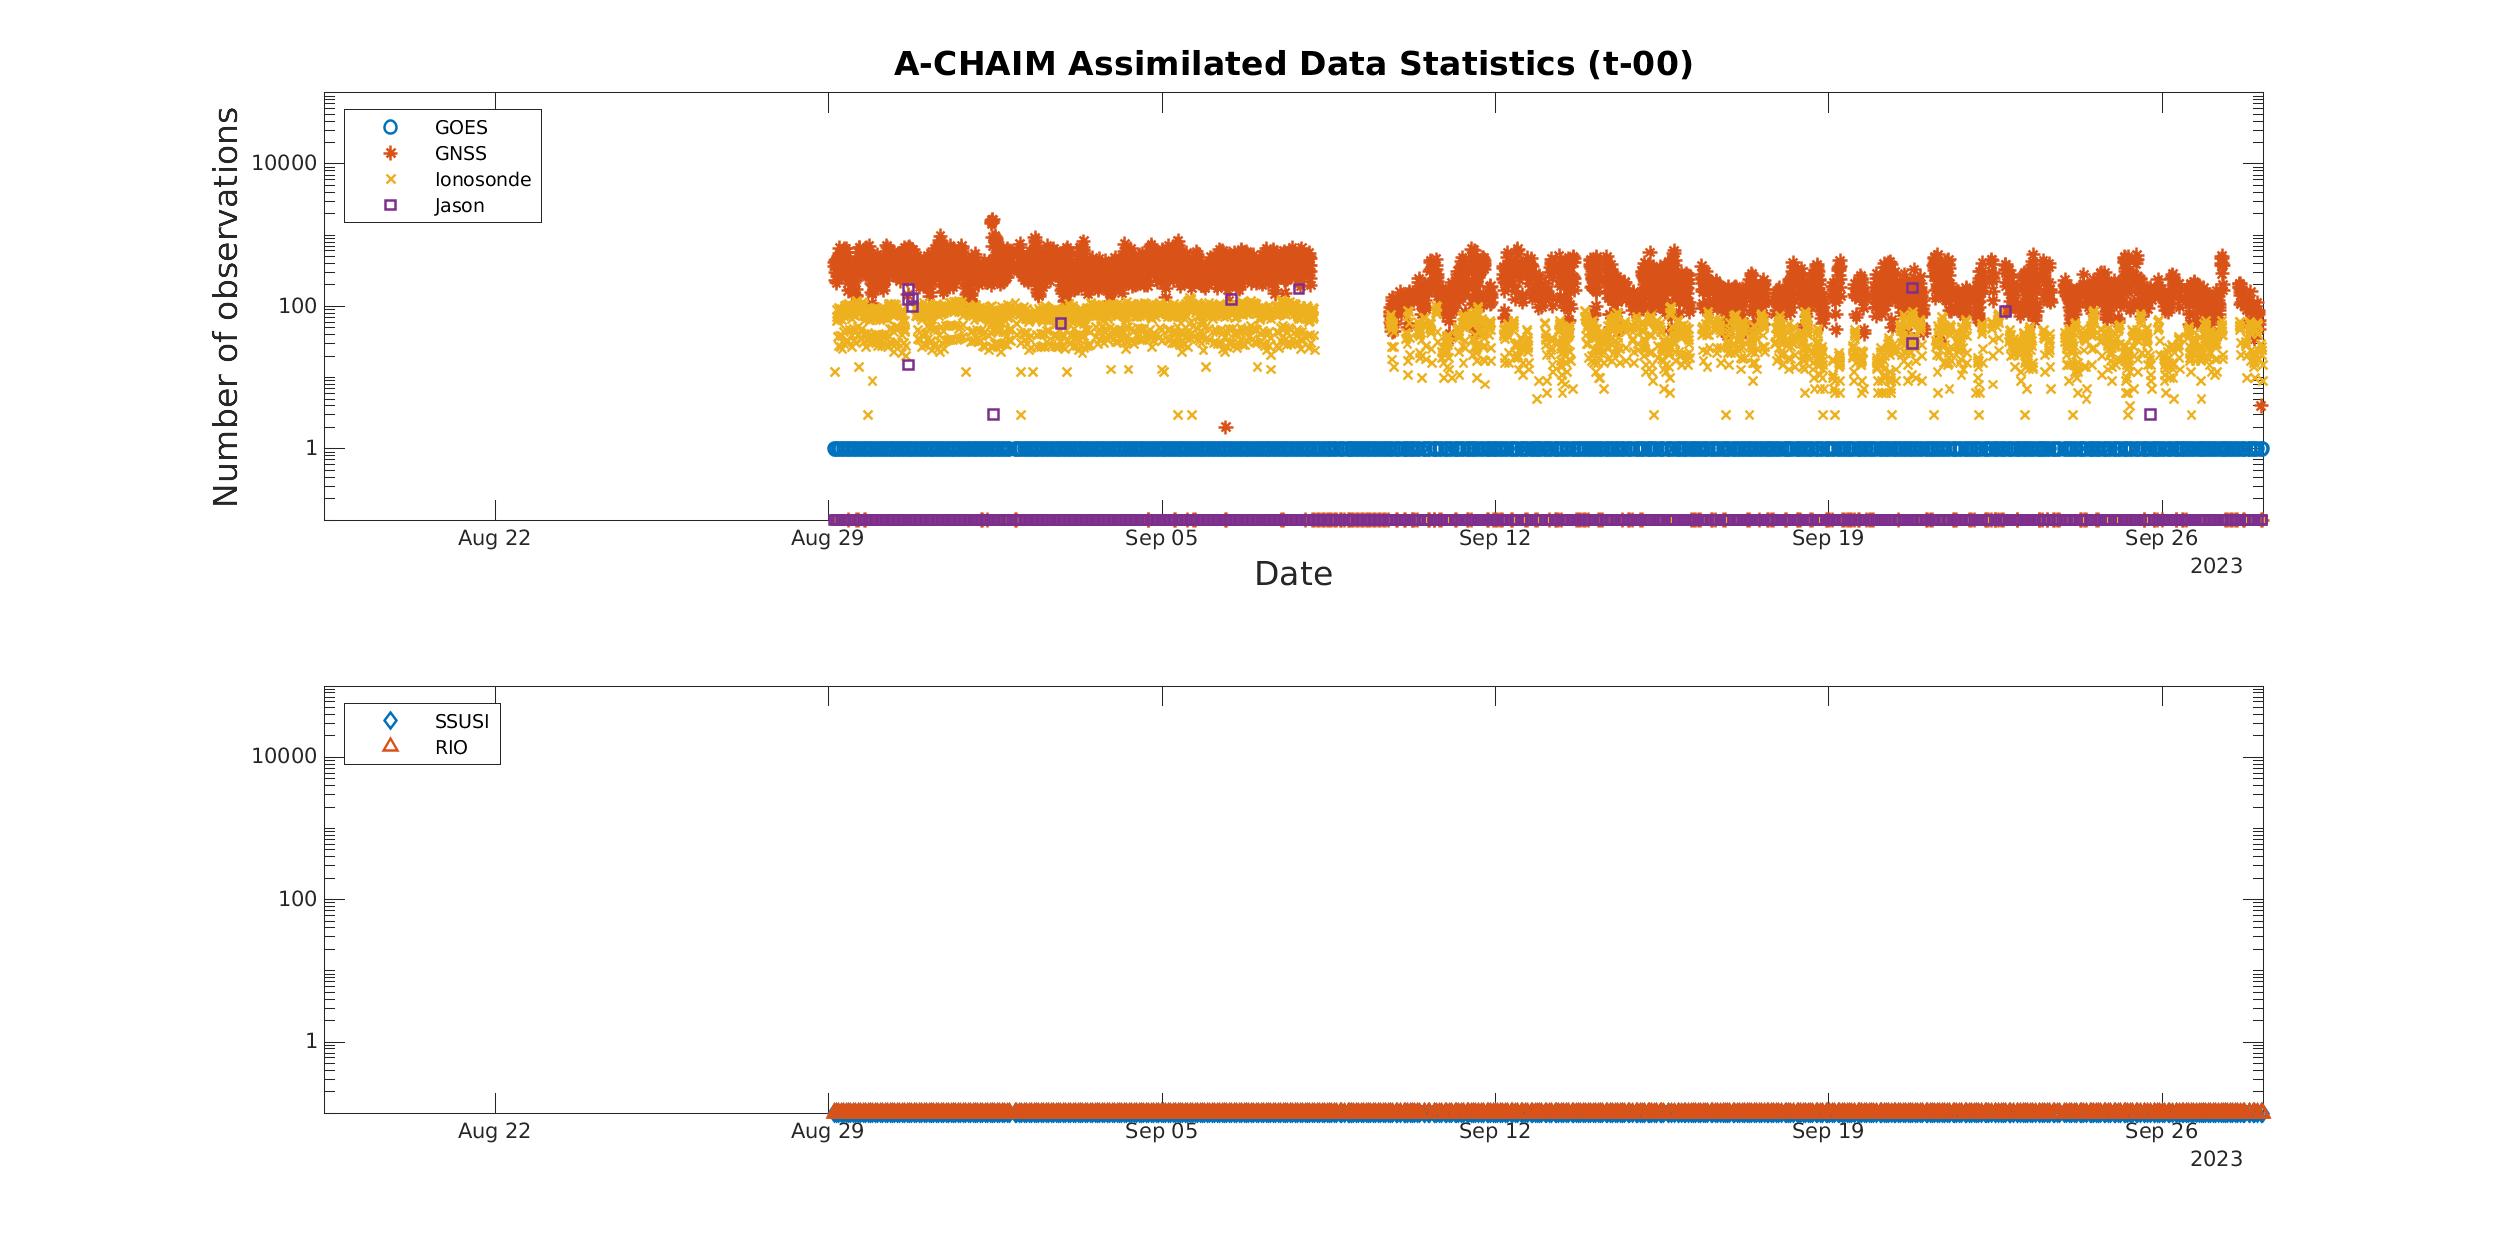 A-CHAIM Assimilated Data Statistics (t-00)
Number of observations
10000
100
1
GOES
GNSS
Ionosonde
Jason
Aug 22
Aug 29
Sep 05
Sep 12
Sep 19
Sep 26
2023
Date
10000
100
1
SSUSI
RIO
Aug 22
Aug 29
Sep 05
Sep 12
Sep 19
Sep 26
2023